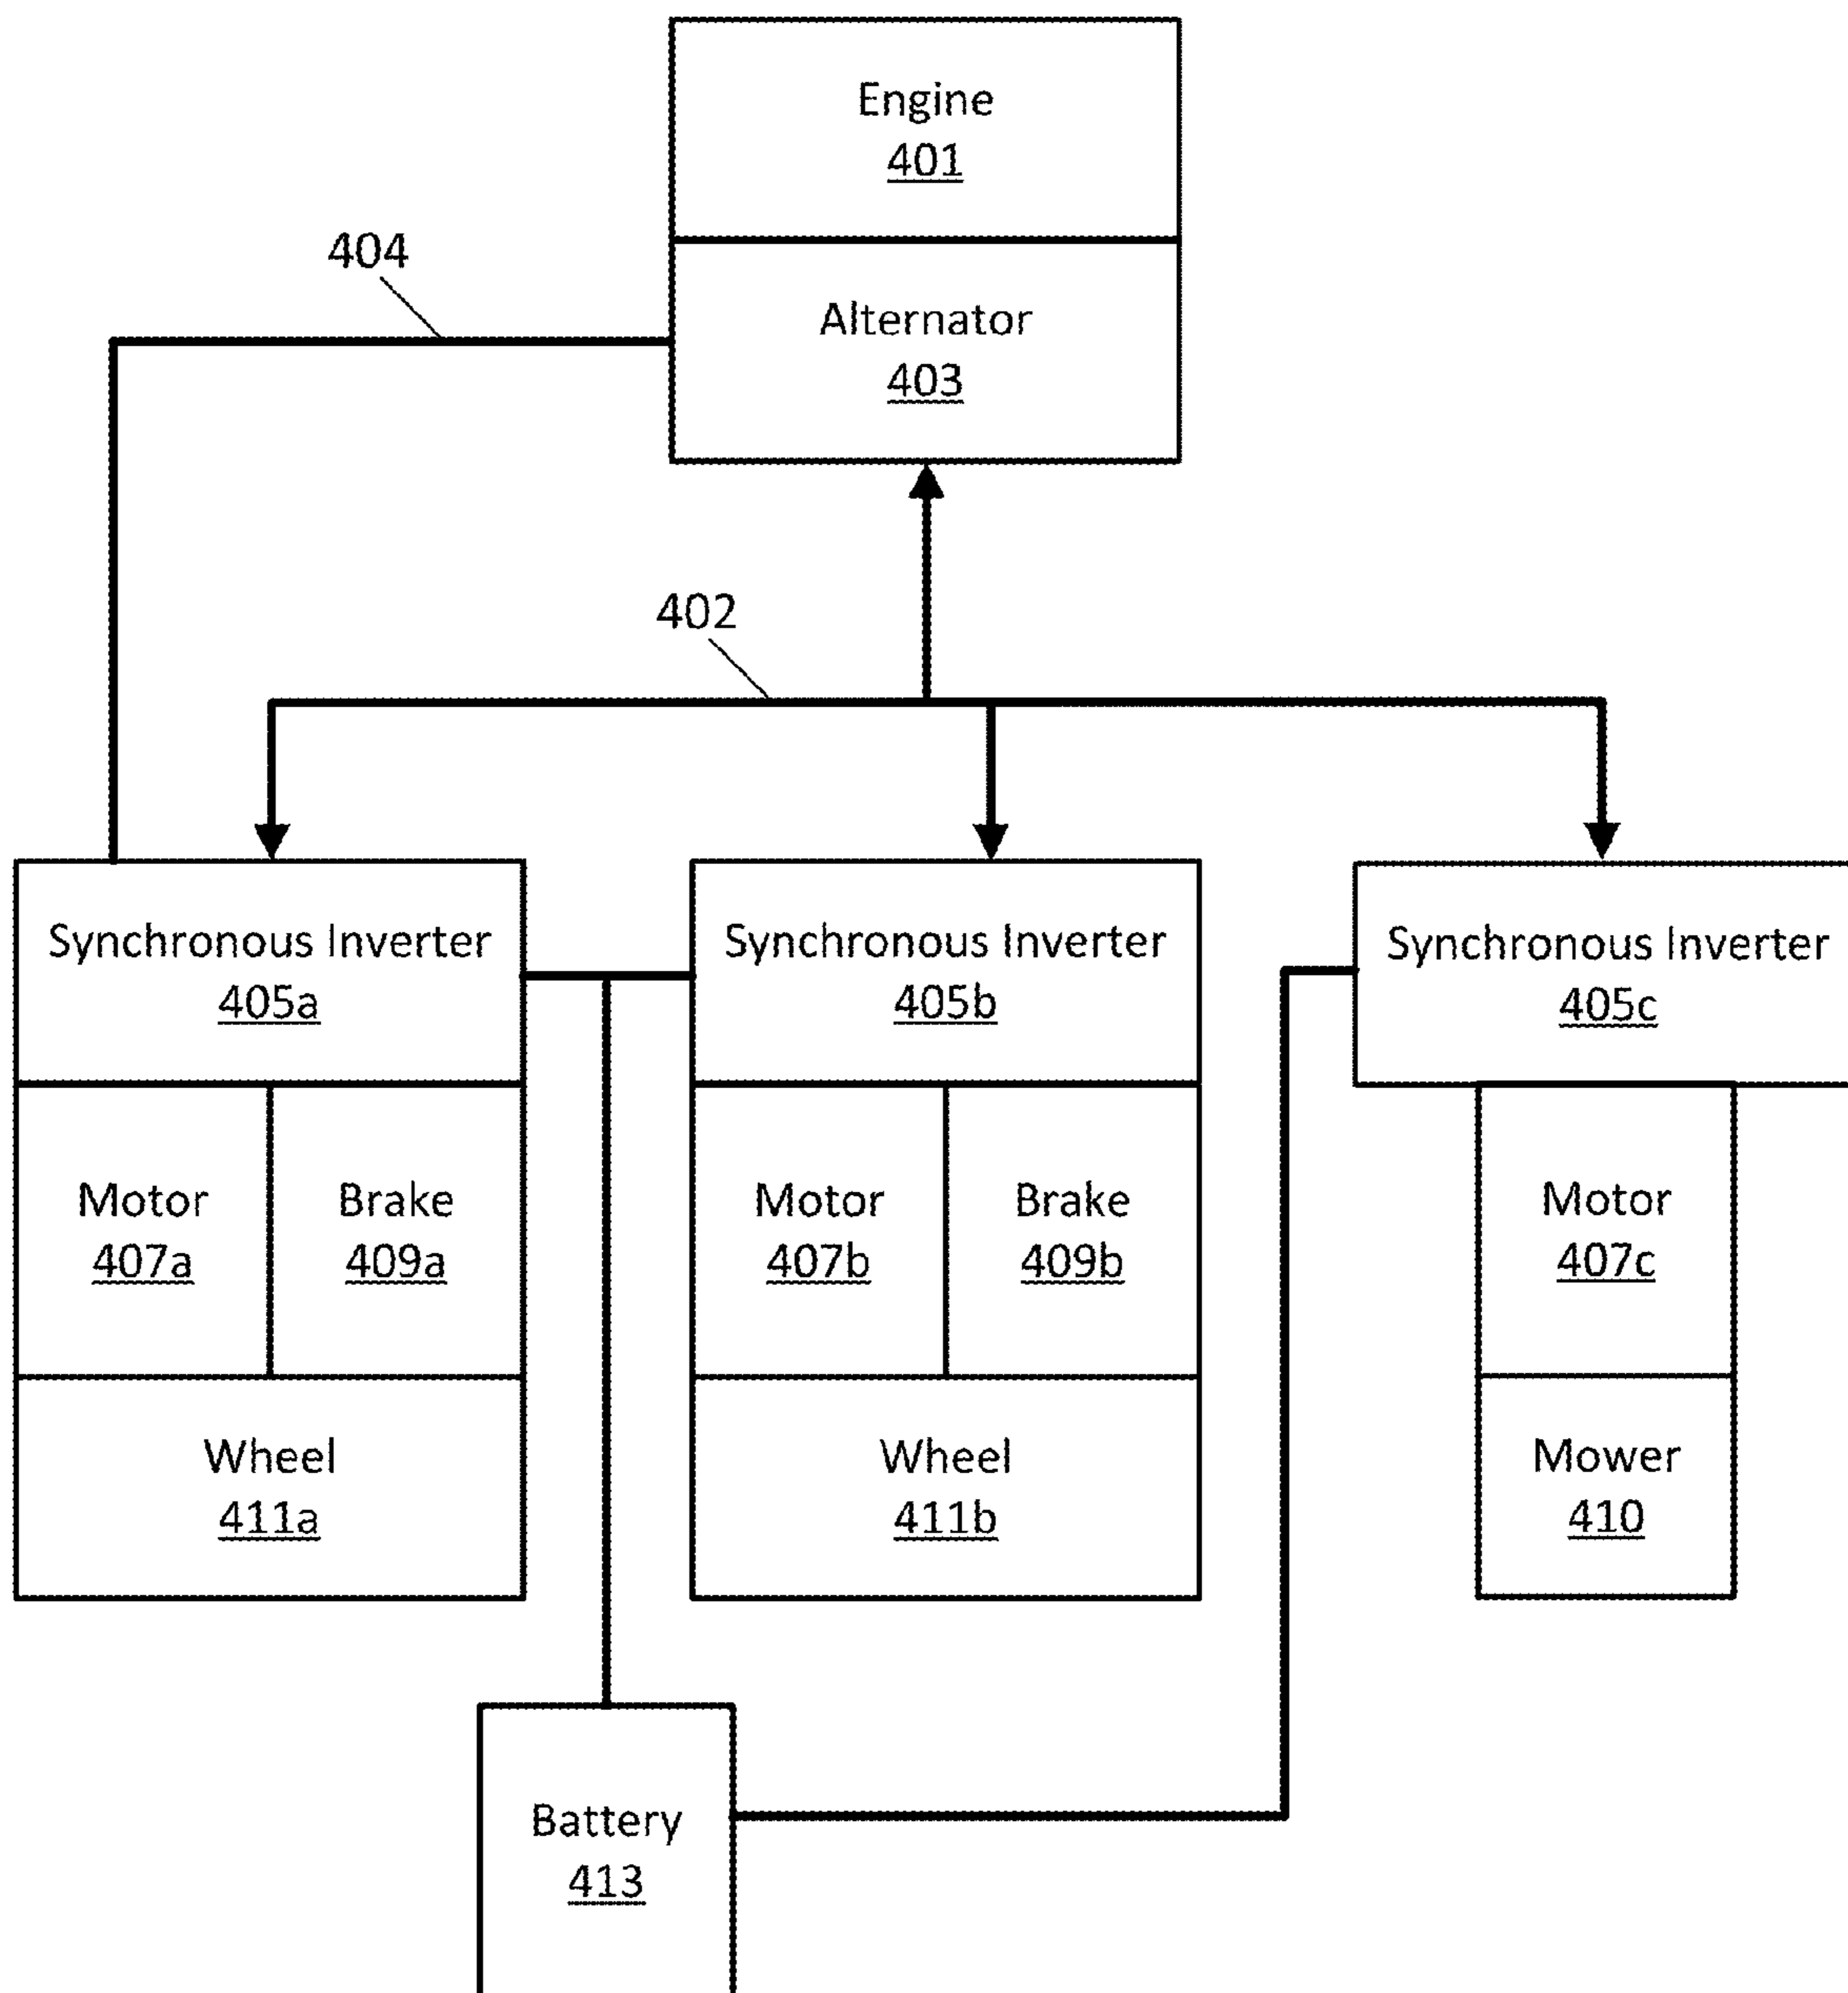 Engine
401
404
Alternator
403
402
Synchronous Inverter
405a
Synchronous Inverter
405b
Synchronous Inverter
405c
Motor
407a
Brake
409a
Motor
407b
Brake
409b
Motor
407c
Wheel
411a
Wheel
411b
Mower
410
Battery
413